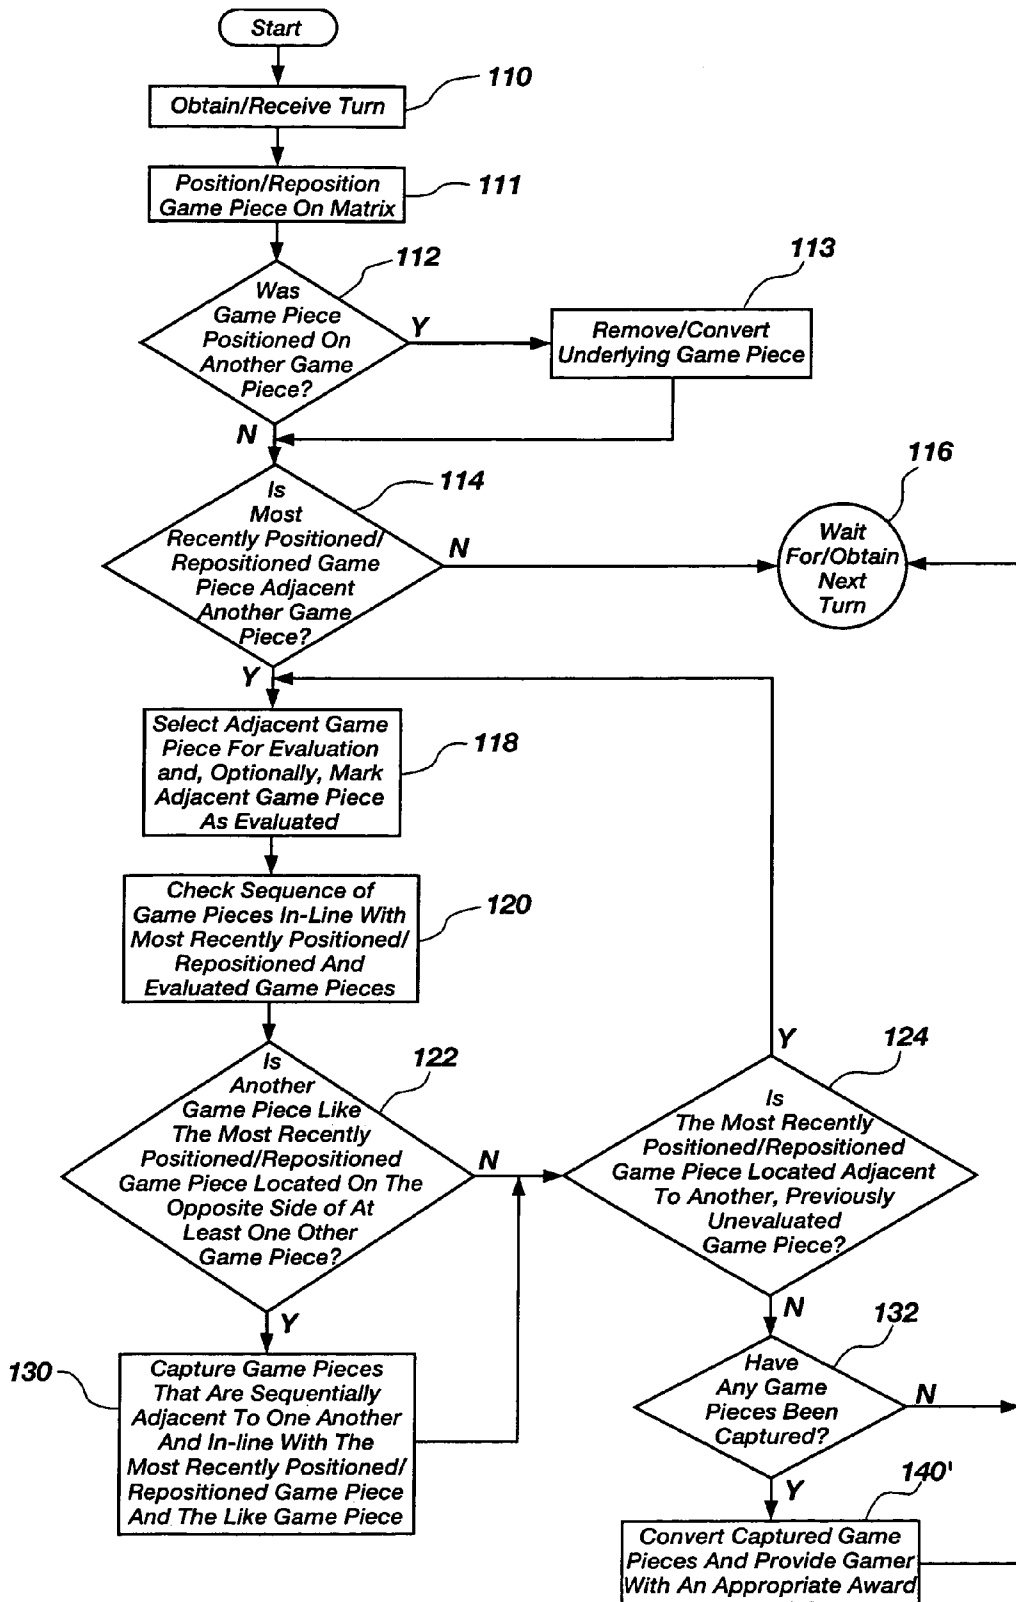 Start
110
Obtain/Receive Turn
Position/Reposition
Game Piece On Matrix
111
112
Was
Game Piece
Positioned On
Another Game
Piece?
Y
N
113
Remove/Convert
Underlying Game Piece
114
Is
Most
Recently Positioned/
Repositioned Game
Piece Adjacent
Another Game
Piece?
N
Y
116
Wait
For/Obtain
Next
Turn
Select Adjacent Game
Piece For Evaluation
and, Optionally, Mark
Adjacent Game Piece
As Evaluated
118
Check Sequence of
Game Pieces In-Line With
Most Recently Positioned/
Repositioned And
Evaluated Game Pieces
120
122
Is
Another
Game Piece Like
The Most Recently
Positioned/Repositioned
Game Piece Located On The
Opposite Side of At
Least One Other
Game Piece?
N
Y
Y
124
Is
The Most Recently
Positioned/Repositioned
Game Piece Located Adjacent
To Another, Previously
Unevaluated
Game Piece?
N
130
Capture Game Pieces
That Are Sequentially
Adjacent To One Another
And In-line With The
Most Recently Positioned/
Repositioned Game Piece
And The Like Game Piece
132
Have
Any Game
Pieces Been
Captured?
N
Y
140'
Convert Captured Game
Pieces And Provide Gamer
With An Appropriate Award